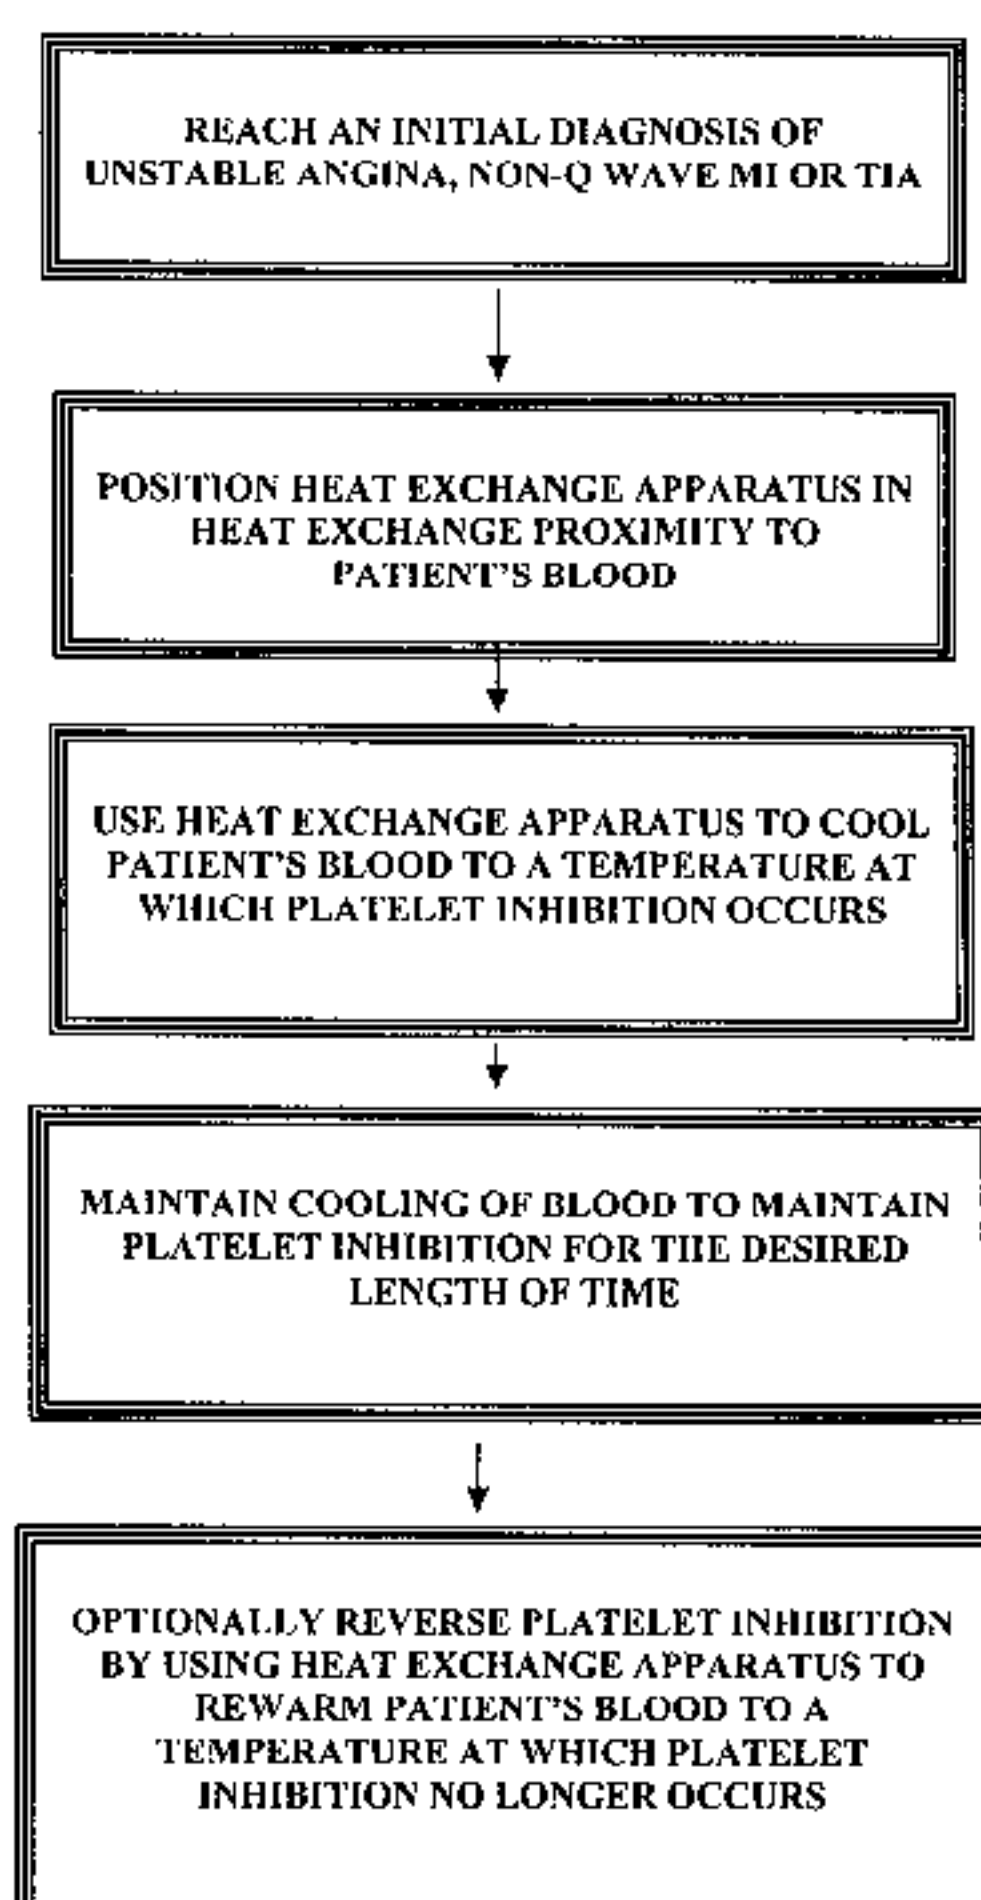 REACH AN INITIAL DIAGNOSIS OF
UNSTABLE ANGINA, NON-Q WAVE MI OR TIA
POSITION HEAT EXCHANGE APPARATUS IN
HEAT EXCHANGE PROXIMITY TO
PATIENT'S BLOOD
USE HEAT EXCHANGE APPARATUS TO COOL
PATIENT'S BLOOD TO A TEMPERATURE AT
WHICH PLATELET INHIBITION OCCURS
MAINTAIN COOLING OF BLOOD TO MAINTAIN
PLATELET INHIBITION FOR THE DESIRED
LENGTH OF TIME
OPTIONALLY REVERSE PLATELET INHIBITION
BY USING HEAT EXCHANGE APPARATUS TO
REWARM PATIENT'S BLOOD TO A
TEMPERATURE AT WHICH PLATELET
INHIBITION NO LONGER OCCURS